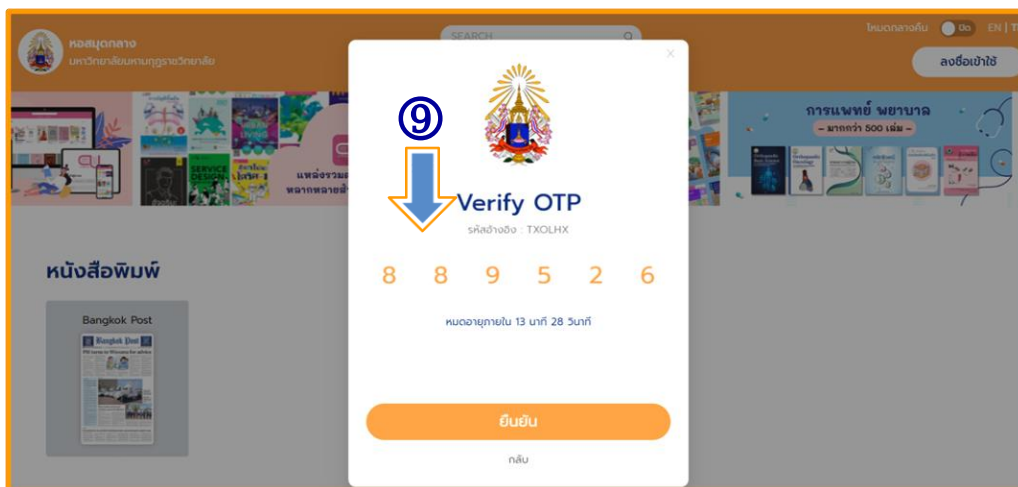 หอสมุดกลาง
มหาวิทยาลัยมหามกุฏราชวิทยาลัย
SEARCH
โหมดกลางคืน ปิด EN | T
ลงชื่อเข้าใช้
SERVICE DESIGN
แหล่งรวม
หลากหลาย
การแพทย์ พยาบาล
– มากกว่า 500 เล่ม –
⑨
Verify OTP
รหัสอ้างอิง : TXOLHX
8 8 9 5 2 6
หมดอายุภายใน 13 นาที 28 วินาที
หนังสือพิมพ์
Bangkok Post
Bangkok Post
ยืนยัน
กลับ